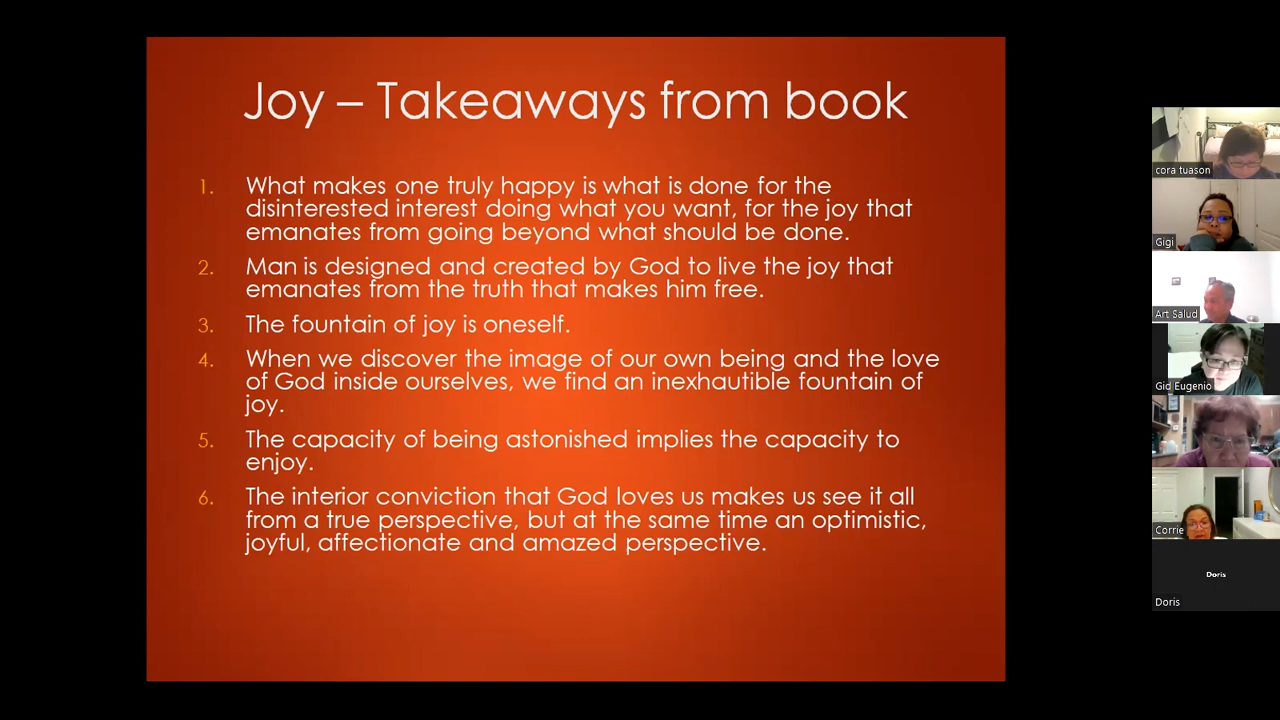 Joy – Takeaways from book
1. What makes one truly happy is what is done for the
disinterested interest doing what you want, for the joy that
emanates from going beyond what should be done.
2. Man is designed and created by God to live the joy that
emanates from the truth that makes him free.
3. The fountain of joy is oneself.
4. When we discover the image of our own being and the love
of God inside ourselves, we find an inexhautible fountain of
joy.
5. The capacity of being astonished implies the capacity to
enjoy.
6. The interior conviction that God loves us makes us see it all
from a true perspective, but at the same time an optimistic,
joyful, affectionate and amazed perspective.
cora tuason
Gigi
Art Salud
Gid Eugenio
Corrie
Doris
Doris